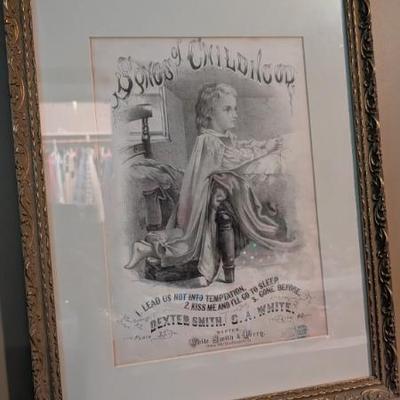 Songs of Childhood
1. LEAD US NOT INTO TEMPTATION.
2. KISS ME AND I'LL GO TO SLEEP
3. GONE BEFORE.
DEXTER SMITH. C. A. WHITE.
BOSTON
White, Smith & Perry.